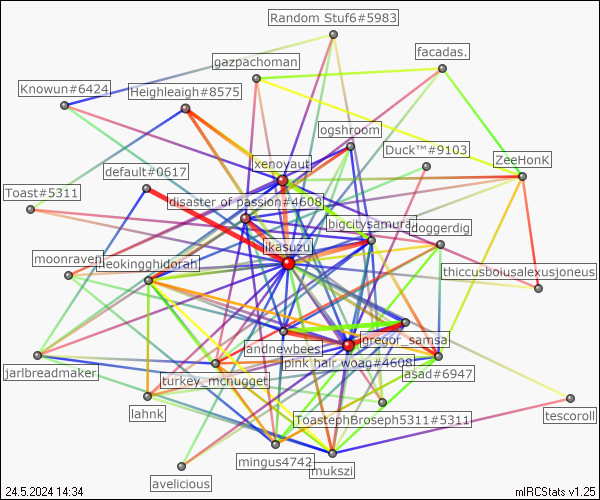 Random Stuf6#5983
facadas.
gazpachoman
Knowun#6424
Heighleaigh#8575
ogshroom
Duck™#9103
xenoyaut
ZeeHonK
default#0617
Toast#5311
disaster of passion#4608
bigcitysamurai
doggerdig
ikasuzu
moonraven
neokingghidorah
thiccusboiusalexusjoneus
gregor_samsa
andnewbees
pink hair woag#4608
jarlbreadmaker
turkey_mcnugget
asad#6947
lahnk
ToastephBroseph5311#5311
tescoroll
mingus4742
avelicious
mukszi
24.5.2024 14:34
mIRCStats v1.25